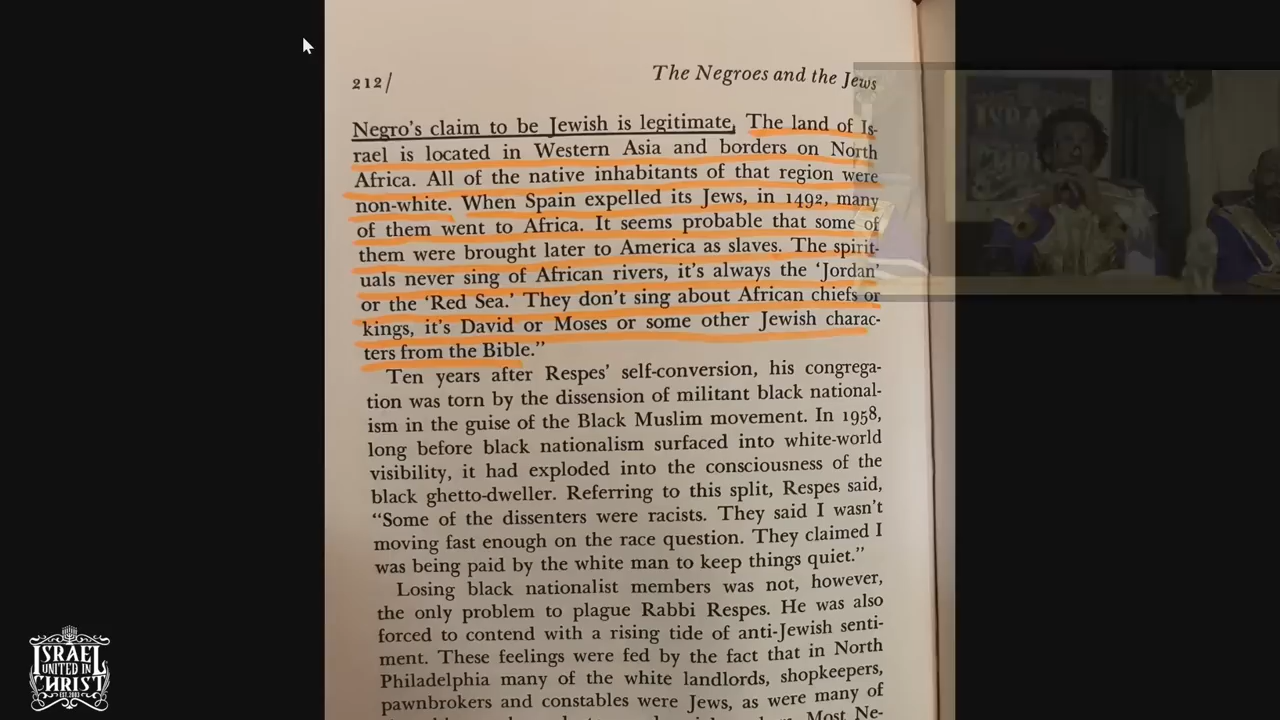 212/
The Negroes and the Jews
Negro's claim to be Jewish is legitimate. The land of Is-
rael is located in Western Asia and borders on North
Africa. All of the native inhabitants of that region were
non-white. When Spain expelled its Jews, in 1492, many
of them went to Africa. It seems probable that some of
them were brought later to America as slaves. The spirit-
uals never sing of African rivers, it's always the 'Jordan'
or the 'Red Sea.' They don't sing about African chiefs or
kings, it's David or Moses or some other Jewish charac-
ters from the Bible."
Ten years after Respes' self-conversion, his congrega-
tion was torn by the dissension of militant black national-
ism in the guise of the Black Muslim movement. In 1958,
long before black nationalism surfaced into white-world
visibility, it had exploded into the consciousness of the
black ghetto-dweller. Referring to this split, Respes said,
"Some of the dissenters were racists. They said I wasn't
moving fast enough on the race question. They claimed I
was being paid by the white man to keep things quiet."
Losing black nationalist members was not, however,
the only problem to plague Rabbi Respes. He was also
forced to contend with a rising tide of anti-Jewish senti-
ment. These feelings were fed by the fact that in North
Philadelphia many of the white landlords, shopkeepers,
pawnbrokers and constables were Jews, as were many of
Most Ne-
ISRAEL
UNITED IN
CHRIST
EST. 2003